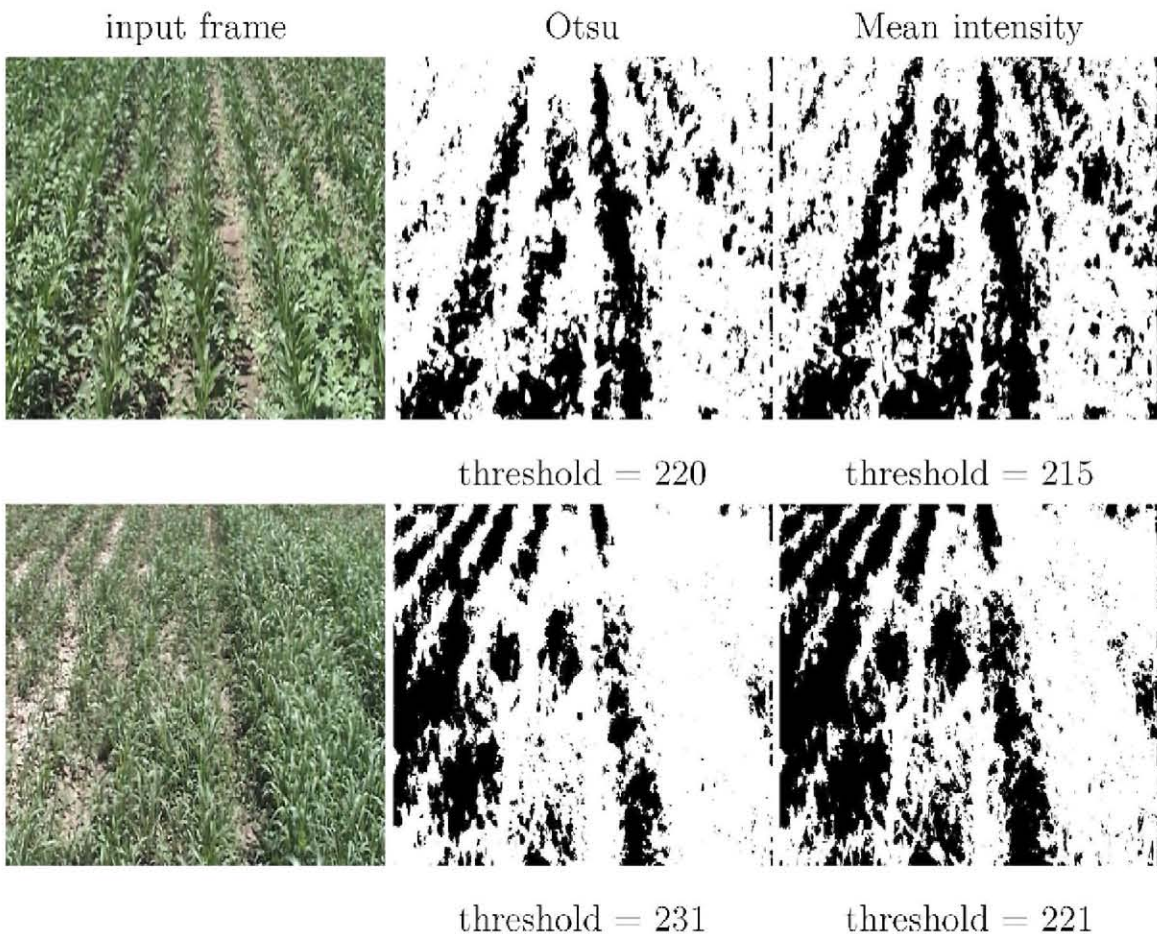 input frame Otsu Mean intensity
threshold = 220 threshold = 215
threshold = 231 threshold = 221